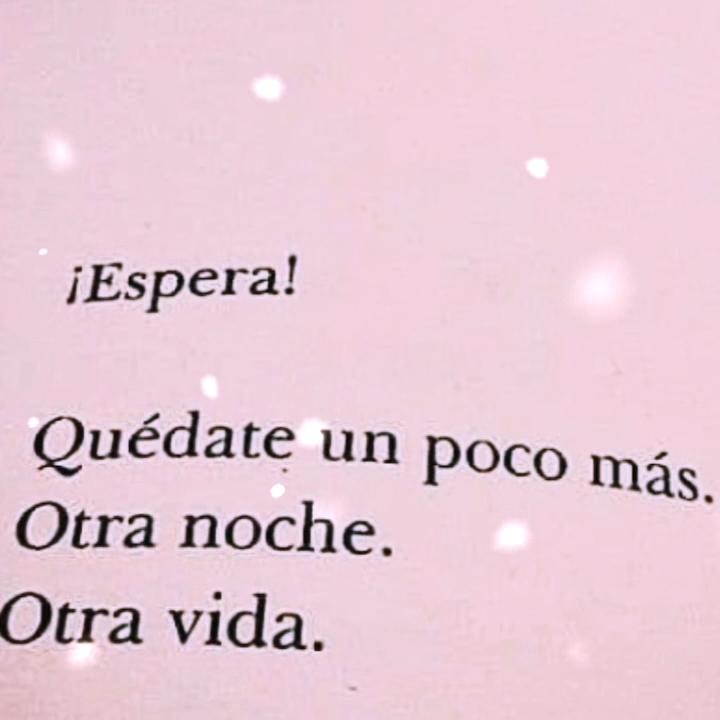 ¡Espera!
Quédate un poco más.
Otra noche.
Otra vida.